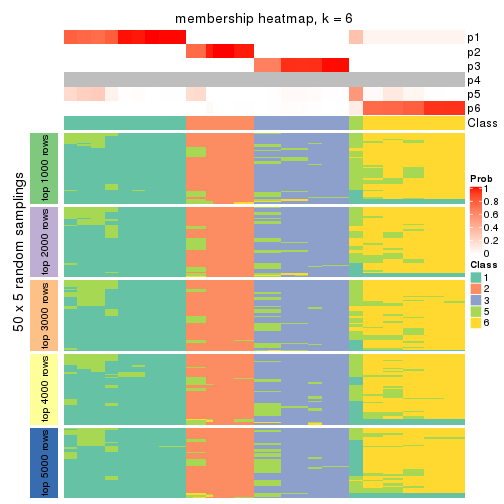 membership heatmap, k = 6
p1
p2
p3
p4
p5
p6
Class
50 x 5 random samplings
top 1000 rows
top 2000 rows
top 3000 rows
top 4000 rows
top 5000 rows
Prob
1
0.8
0.6
0.4
0.2
0
Class
1
2
3
5
6